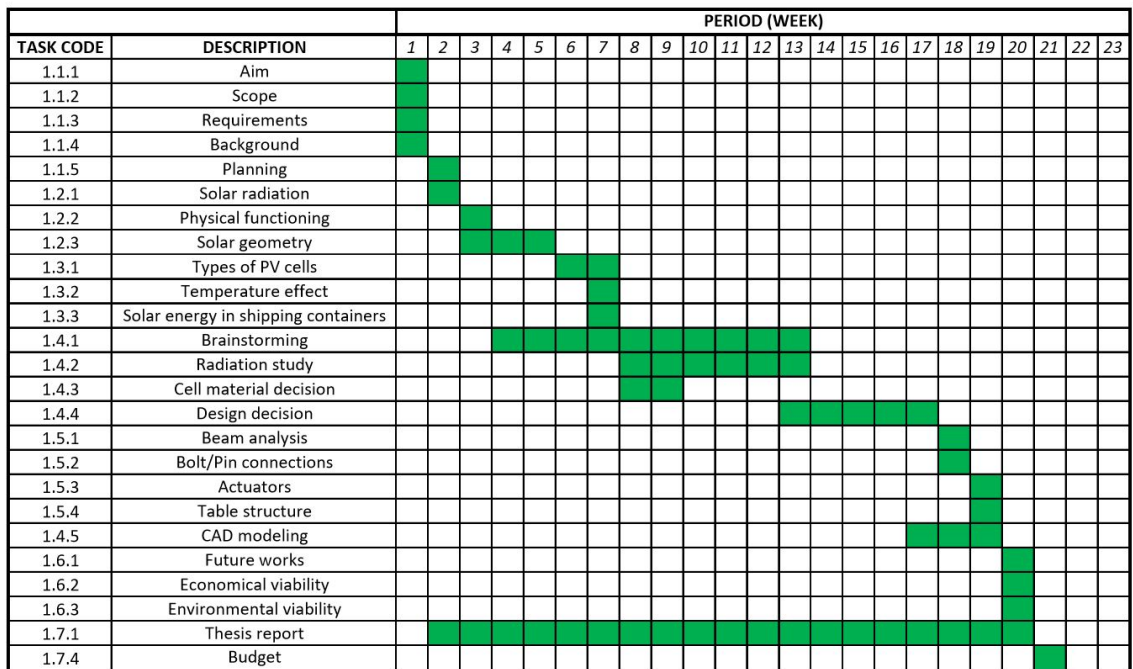 PERIOD (WEEK)
TASK CODE DESCRIPTION 1 2 3 4 5 6 7 8 9 10 11 12 13 14 15 16 17 18 19 20 21 22 23
1.1.1 Aim
1.1.2 Scope
1.1.3 Requirements
1.1.4 Background
1.1.5 Planning
1.2.1 Solar radiation
1.2.2 Physical functioning
1.2.3 Solar geometry
1.3.1 Types of PV cells
1.3.2 Temperature effect
1.3.3 Solar energy in shipping containers
1.4.1 Brainstorming
1.4.2 Radiation study
1.4.3 Cell material decision
1.4.4 Design decision
1.5.1 Beam analysis
1.5.2 Bolt/Pin connections
1.5.3 Actuators
1.5.4 Table structure
1.4.5 CAD modeling
1.6.1 Future works
1.6.2 Economical viability
1.6.3 Environmental viability
1.7.1 Thesis report
1.7.4 Budget